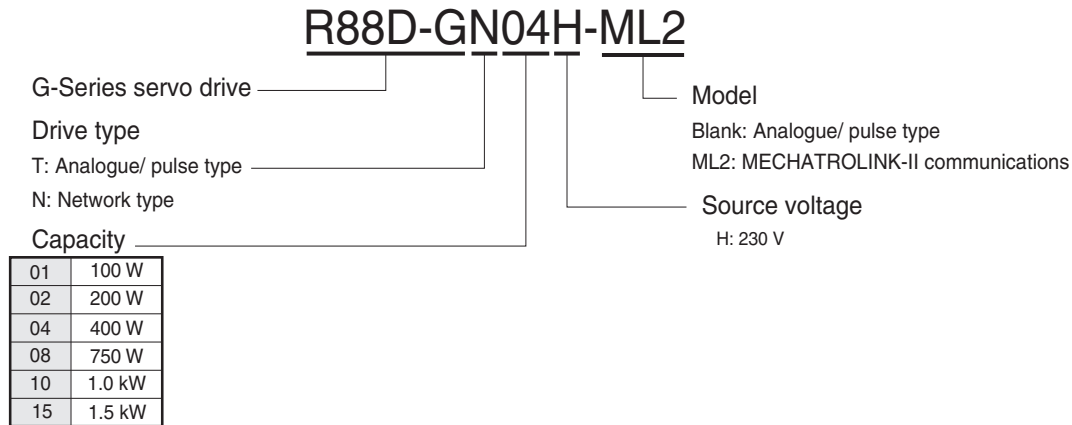 R88D-GN04H-ML2
G-Series servo drive
Drive type
T: Analogue/ pulse type
N: Network type
Capacity
01 100 W
02 200 W
04 400 W
08 750 W
10 1.0 kW
15 1.5 kW
Model
Blank: Analogue/ pulse type
ML2: MECHATROLINK-II communications
Source voltage
H: 230 V